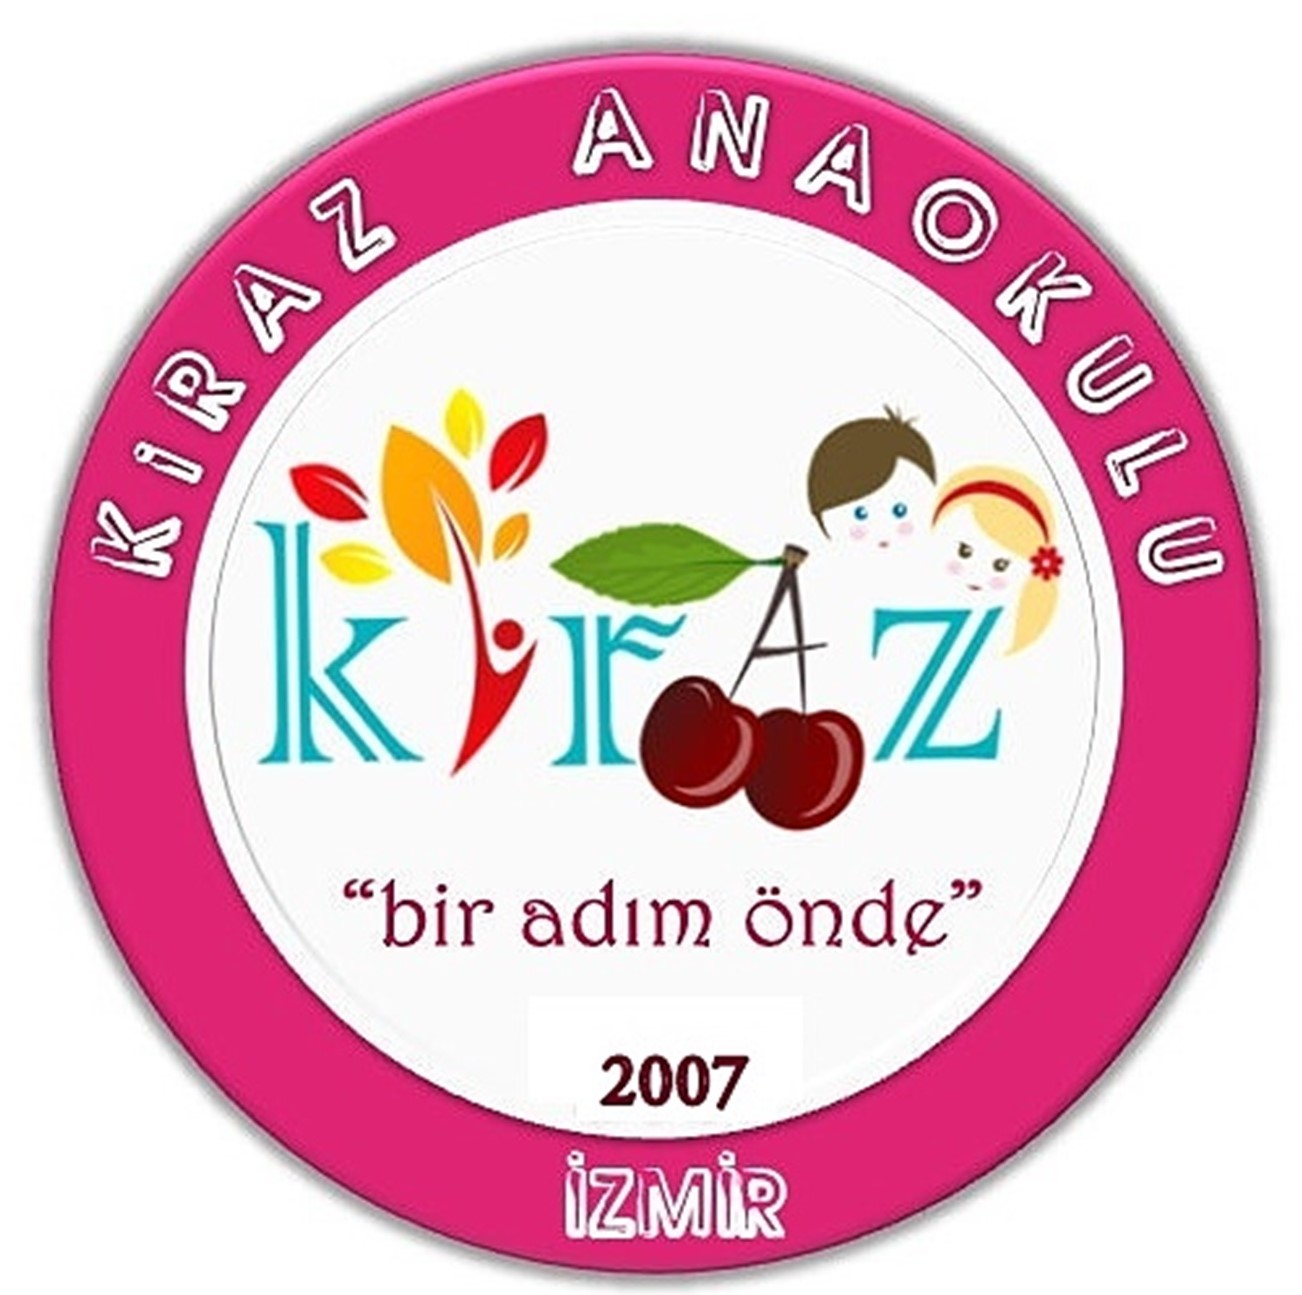 KİRAZ ANAOKULU
kirAz
“bir adım önde”
2007
İZMİR